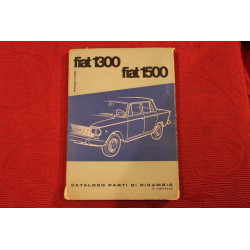 fiat 1300
fiat 1500
CATALOGO PARTI DI RICAMBIO